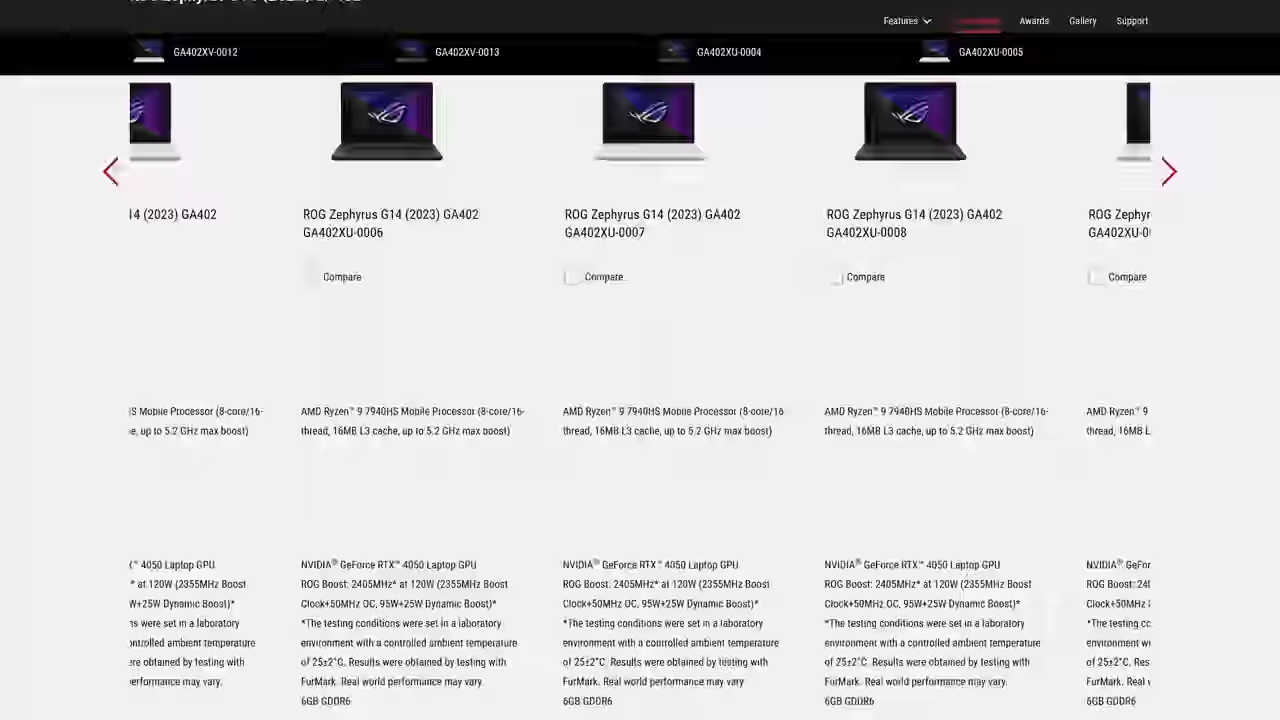 Features
Awards
Gallery
Support
GA402XV-0012
GA402XV-0013
GA402XU-0004
GA402XU-0005
14 (2023) GA402
ROG Zephyrus G14 (2023) GA402
GA402XU-0006
Compare
ROG Zephyrus G14 (2023) GA402
GA402XU-0007
Compare
ROG Zephyrus G14 (2023) GA402
GA402XU-0008
Compare
ROG Zephyr
GA402XU-0
Compare
S Mobile Processor (8-core/16-
e, up to 5.2 GHz max boost)
AMD Ryzen™ 9 7940HS Mobile Processor (8-core/16-
thread, 16MB L3 cache, up to 5.2 GHz max boost)
AMD Ryzen™ 9 7940HS Mobile Processor (8-core/16
thread, 16MB L3 cache, up to 5.2 GHz max boost)
AMD Ryzen™ 9 7940HS Mobile Processor (8-core/16-
thread, 16MB L3 cache, up to 5.2 GHz max boost)
AMD Ryzen™ 9
thread, 16MB L
™ 4050 Laptop GPU
* at 120W (2355MHz Boost
W+25W Dynamic Boost)*
ns were set in a laboratory
ontrolled ambient temperature
ere obtained by testing with
erformance may vary.
NVIDIA® GeForce RTX™ 4050 Laptop GPU
ROG Boost: 2405MHz* at 120W (2355MHz Boost
Clock+50MHz OC, 95W+25W Dynamic Boost)*
*The testing conditions were set in a laboratory
environment with a controlled ambient temperature
of 25±2°C. Results were obtained by testing with
FurMark. Real world performance may vary.
6GB GDDR6
NVIDIA® GeForce RTX™ 4050 Laptop GPU
ROG Boost: 2405MHz* at 120W (2355MHz Boost
Clock+50MHz OC, 95W+25W Dynamic Boost)*
*The testing conditions were set in a laboratory
environment with a controlled ambient temperature
of 25±2°C. Results were obtained by testing with
FurMark. Real world performance may vary
6GB GDDR6
NVIDIA® GeForce RTX™ 4050 Laptop GPU
ROG Boost: 2405MHz* at 120W (2355MHz Boost
Clock+50MHz OC, 95W+25W Dynamic Boost)*
*The testing conditions were set in a laboratory
environment with a controlled ambient temperature
of 25±2°C. Results were obtained by testing with
FurMark. Real world performance may vary.
6GB GDDR6
NVIDIA® GeFor
ROG Boost: 24
Clock+50MHz
*The testing co
environment w
of 25±2°C. Res
FurMark. Real w
6GB GDDR6